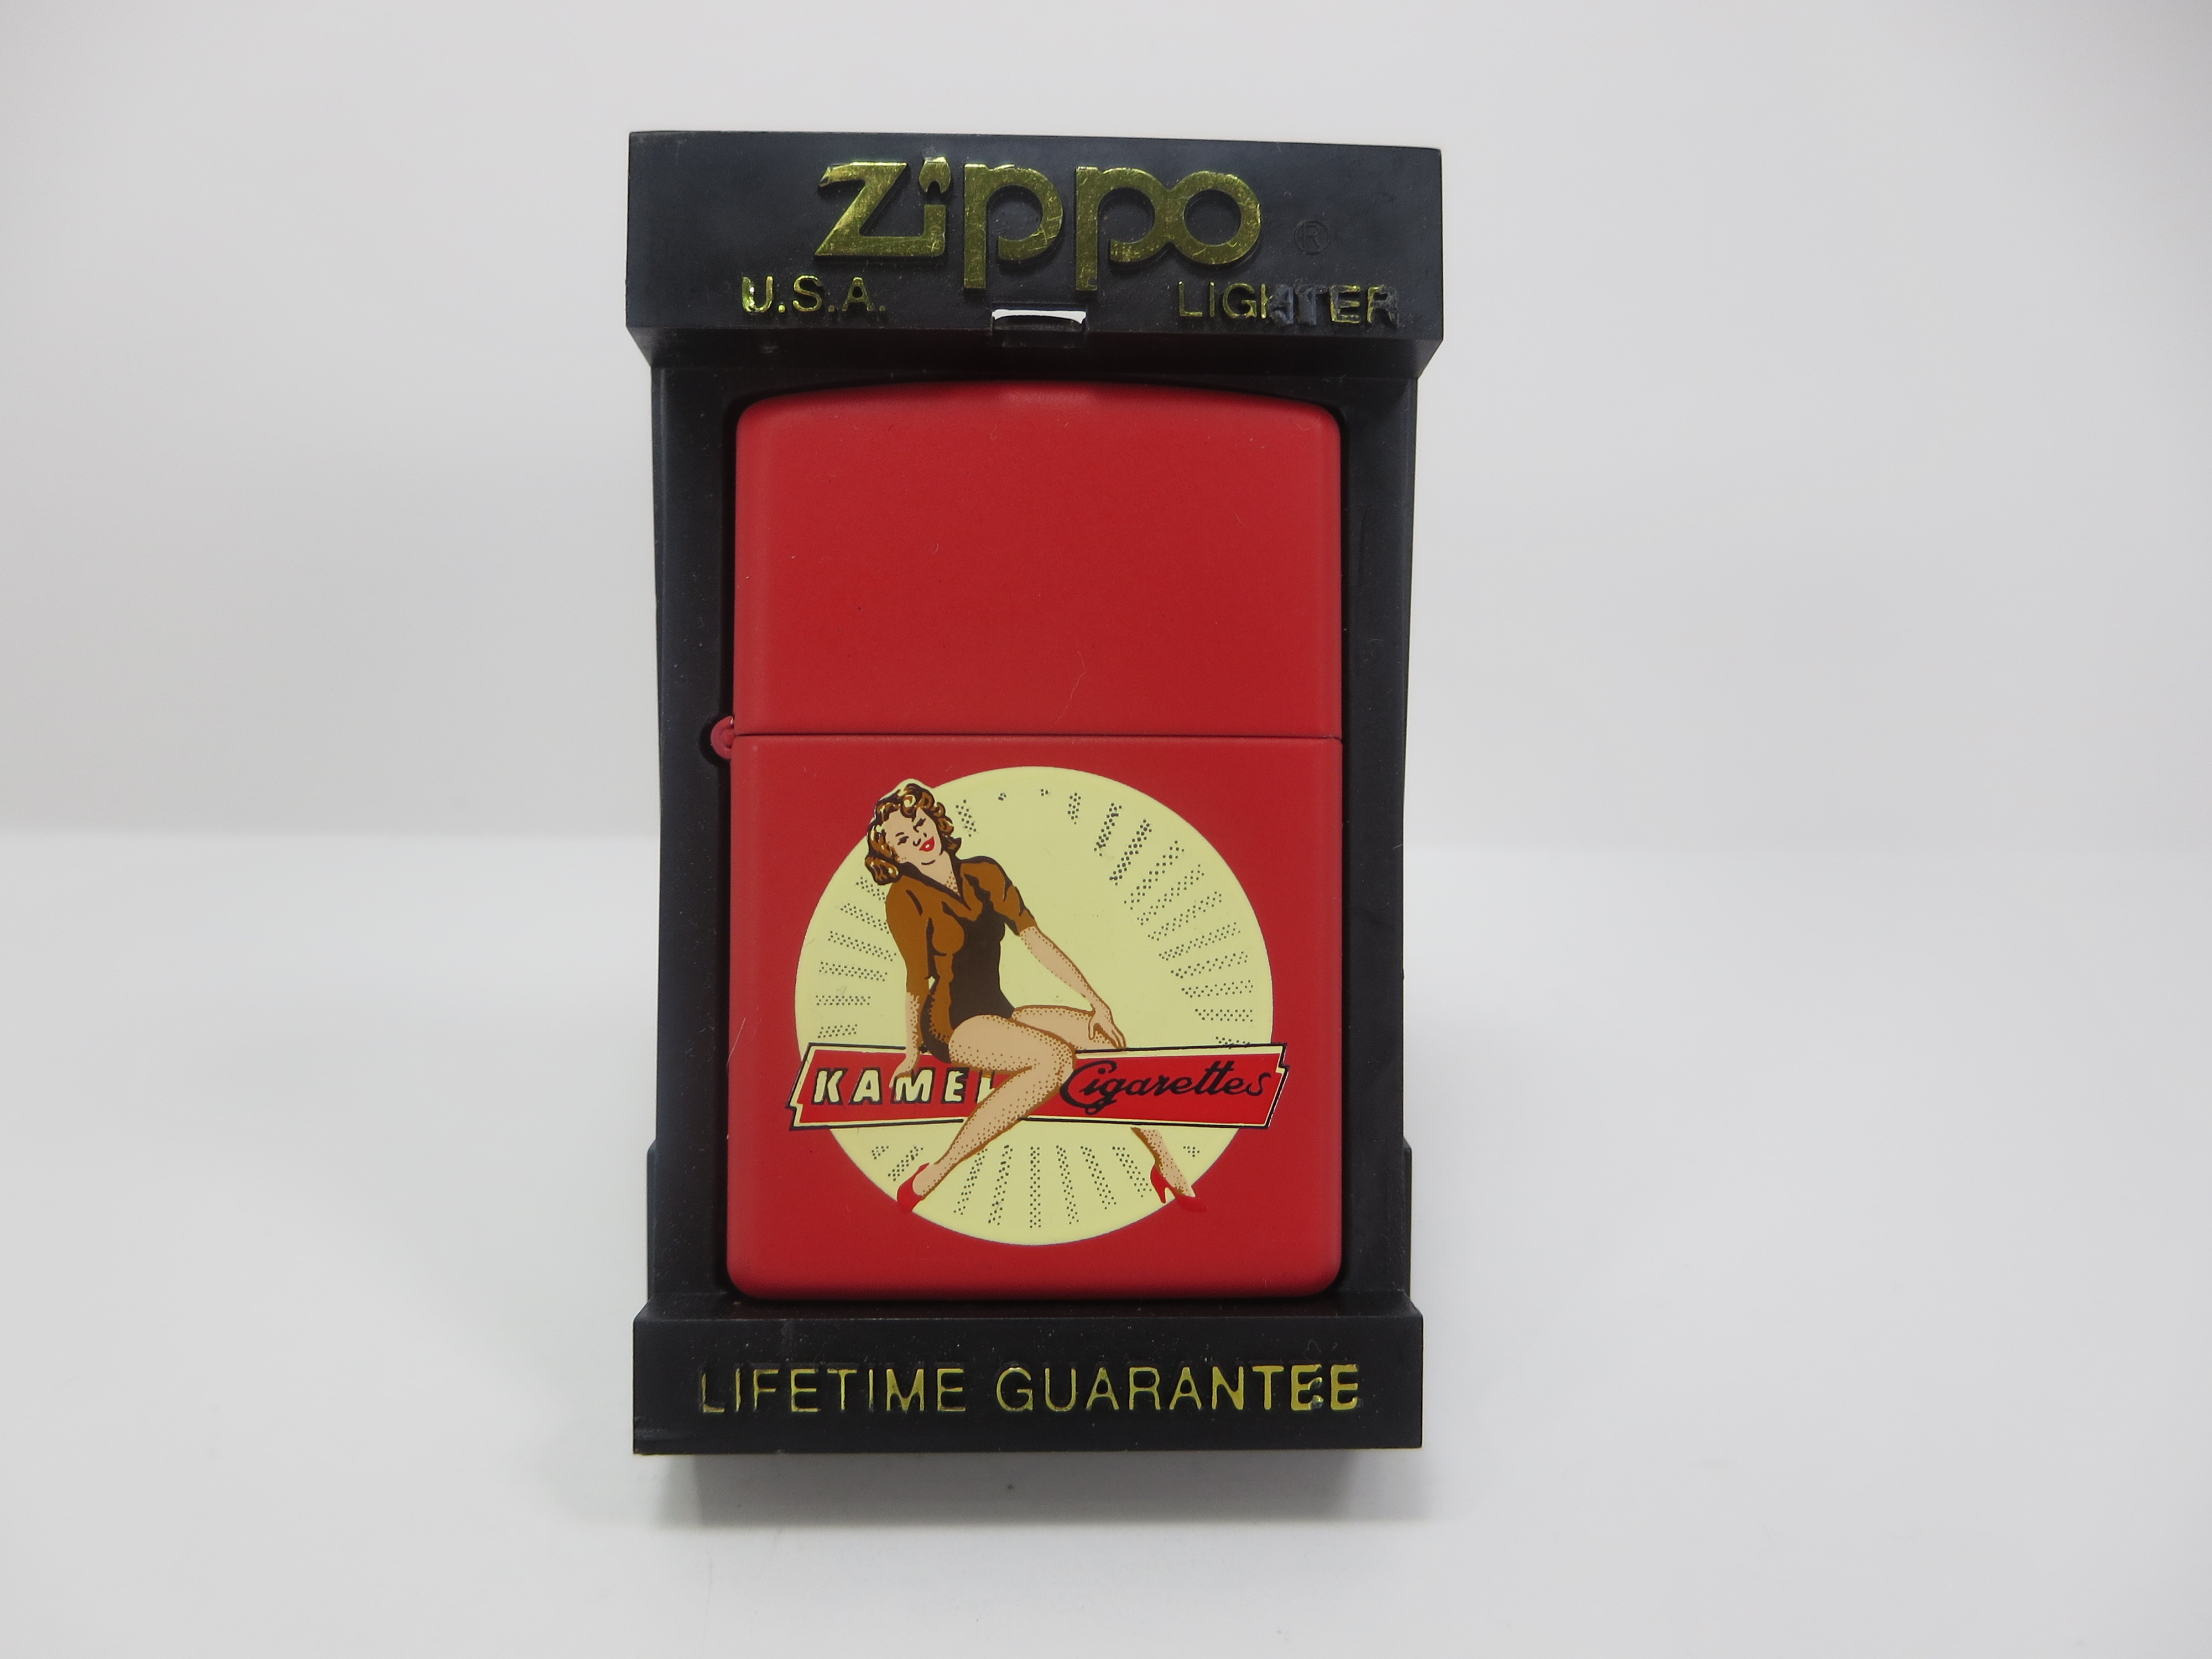 Zippo ®
U.S.A. LIGHTER
KAMEL Cigarettes
LIFETIME GUARANTEE